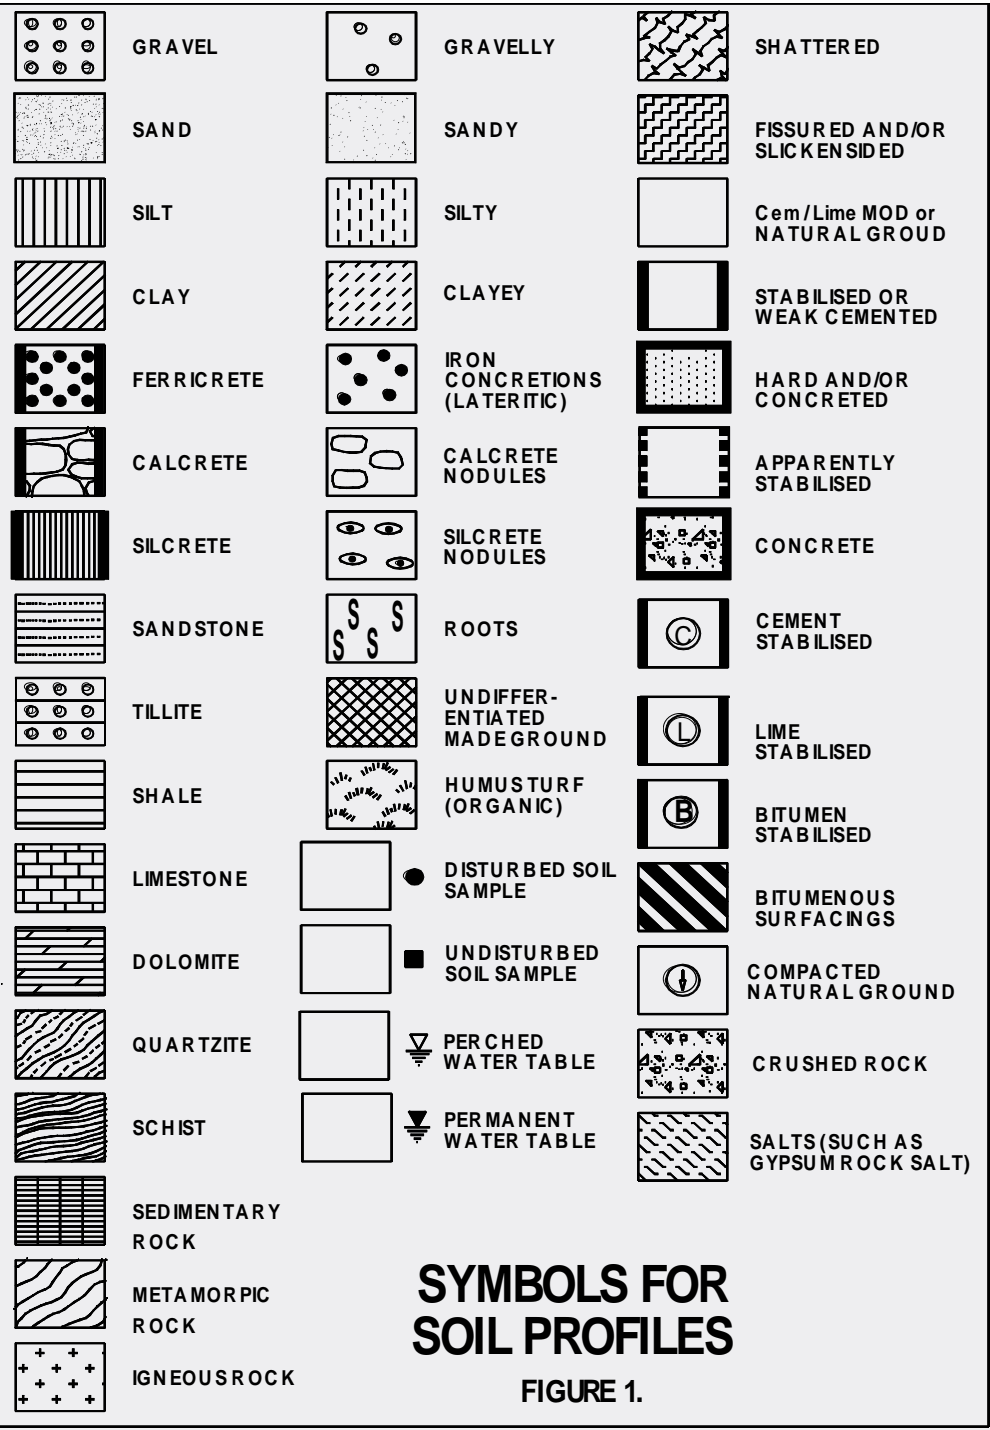 GRAVEL
SAND
SILT
CLAY
FERRICRETE
CALCRETE
SILCRETE
SANDSTONE
TILLITE
SHALE
LIMESTONE
DOLOMITE
QUARTZITE
SCHIST
SEDIMENTARY
ROCK
METAMORPIC
ROCK
IGNEOUS ROCK
GRAVELLY
SANDY
SILTY
CLAYEY
IRON
CONCRETIONS
(LATERITIC)
CALCRETE
NODULES
SILCRETE
NODULES
S S S S
ROOTS
UNDIFFER-
ENTIATED
MADE GROUND
HUMUS TURF
(ORGANIC)
DISTURBED SOIL
SAMPLE
UNDISTURBED
SOIL SAMPLE
PERCHED
WATER TABLE
PERMANENT
WATER TABLE
SHATTERED
FISSURED AND/OR
SLICKENSIDED
Cem/Lime MOD or
NATURAL GROUD
STABILISED OR
WEAK CEMENTED
HARD AND/OR
CONCRETED
APPARENTLY
STABILISED
CONCRETE
C
CEMENT
STABILISED
L
LIME
STABILISED
B
BITUMEN
STABILISED
BITUMENOUS
SURFACINGS
COMPACTED
NATURAL GROUND
CRUSHED ROCK
SALTS (SUCH AS
GYPSUM ROCK SALT)
SYMBOLS FOR
SOIL PROFILES
FIGURE 1.